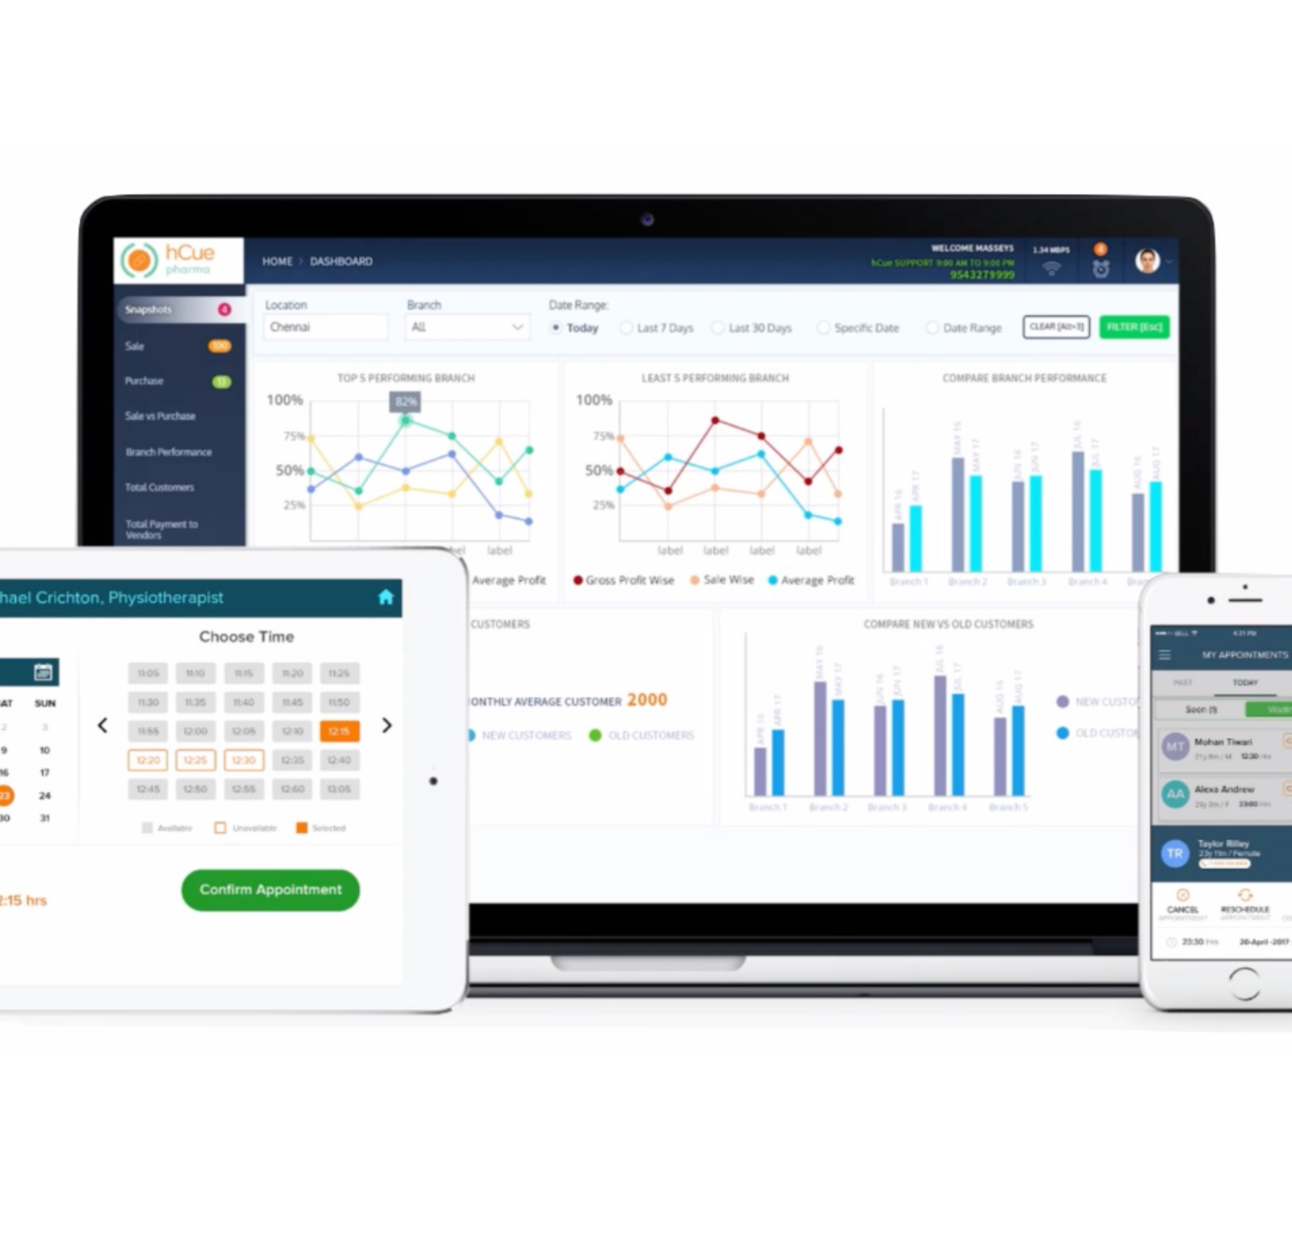 hCue
pharma
HOME > DASHBOARD
WELCOME MASSEYS
hCue SUPPORT 9:00 AM TO 9:00 PM
9543279999
1.34 MBPS
4
Snapshots 4
Sale 100
Purchase 13
Sale vs Purchase
Branch Performance
Total Customers
Total Payment to
Vendors
Location
Chennai
Branch
All
Date Range:
Today
Last 7 Days
Last 30 Days
Specific Date
Date Range
CLEAR [Alt+3]
FILTER [Esc]
TOP 5 PERFORMING BRANCH
100%
82%
75%
50%
25%
label
Average Profit
LEAST 5 PERFORMING BRANCH
100%
75%
50%
25%
label label label label
Gross Profit Wise Sale Wise Average Profit
COMPARE BRANCH PERFORMANCE
APR 16 APR 17 MAY 16 MAY 17 JUN 16 JUN 17 JUL 16 JUL 17 AUG 16 AUG 17
Branch 1 Branch 2 Branch 3 Branch 4
CUSTOMERS
MONTHLY AVERAGE CUSTOMER 2000
NEW CUSTOMERS OLD CUSTOMERS
COMPARE NEW VS OLD CUSTOMERS
APR 16 APR 17 MAY 16 MAY 17 JUN 16 JUN 17 JUL 16 JUL 17 AUG 16 AUG 17
Branch 1 Branch 2 Branch 3 Branch 4 Branch 5
NEW CUSTO
OLD CUSTO
hael Crichton, Physiotherapist
Choose Time
AT SUN
2 3
9 10
16 17
23 24
30 31
11:05 11:10 11:15 11:20 11:25
11:30 11:35 11:40 11:45 11:50
11:55 12:00 12:05 12:10 12:15
12:20 12:25 12:30 12:35 12:40
12:45 12:50 12:55 12:60 13:05
Available Unavailable Selected
2:15 hrs
Confirm Appointment
4:21 PM
MY APPOINTMENTS
PAST TODAY
Seen (1) Waitin
MT Mohan Tiwari
12:30 Hrs
AA Alexa Andrew
23:00 Hrs
TR Taylor Rilley
23y 11m / Female
CANCEL
APPOINTMENT
RESCHEDULE
APPOINTMENT
23:30 Hrs 20-April-2017